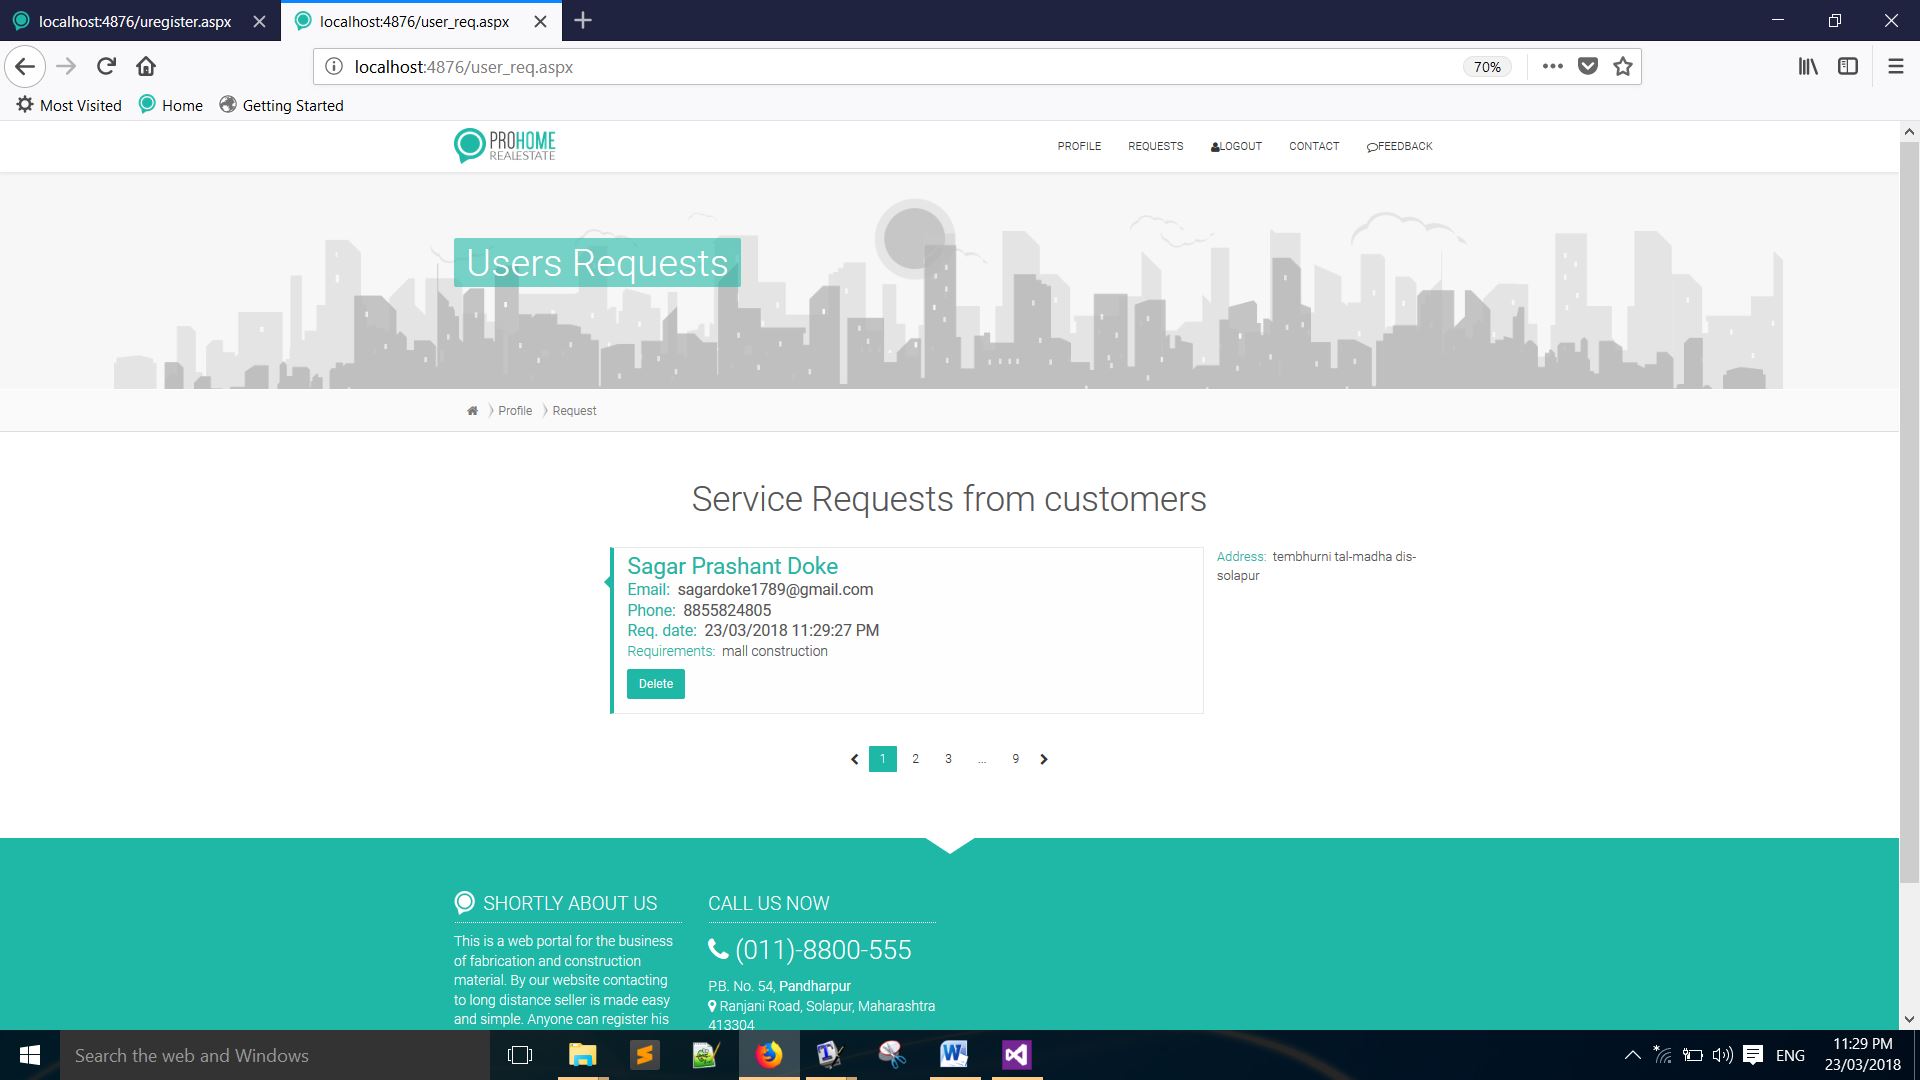 localhost:4876/uregister.aspx
localhost:4876/user_req.aspx
localhost:4876/user_req.aspx
70%
Most Visited
Home
Getting Started
PROHOME
REALESTATE
PROFILE
REQUESTS
LOGOUT
CONTACT
FEEDBACK
Users Requests
Profile
Request
Service Requests from customers
Sagar Prashant Doke
Email: sagardoke1789@gmail.com
Phone: 8855824805
Req. date: 23/03/2018 11:29:27 PM
Requirements: mall construction
Delete
Address: tembhurni tal-madha dis-
solapur
1 2 3 ... 9
SHORTLY ABOUT US
This is a web portal for the business
of fabrication and construction
material. By our website contacting
to long distance seller is made easy
and simple. Anyone can register his
CALL US NOW
(011)-8800-555
P.B. No. 54, Pandharpur
Ranjani Road, Solapur, Maharashtra
413304
Search the web and Windows
ENG
11:29 PM
23/03/2018